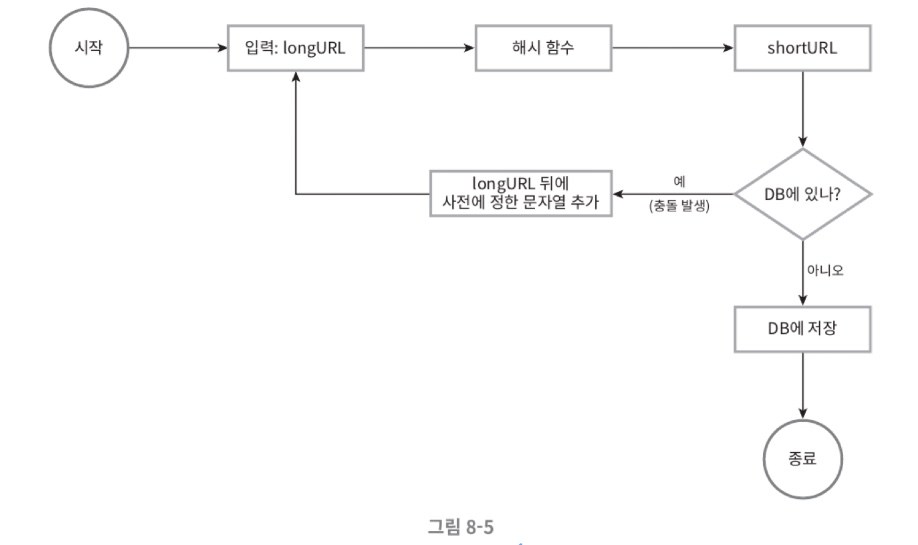 시작
입력: longURL
해시 함수
shortURL
longURL 뒤에
사전에 정한 문자열 추가
예
(충돌 발생)
DB에 있나?
아니오
DB에 저장
종료
그림 8-5